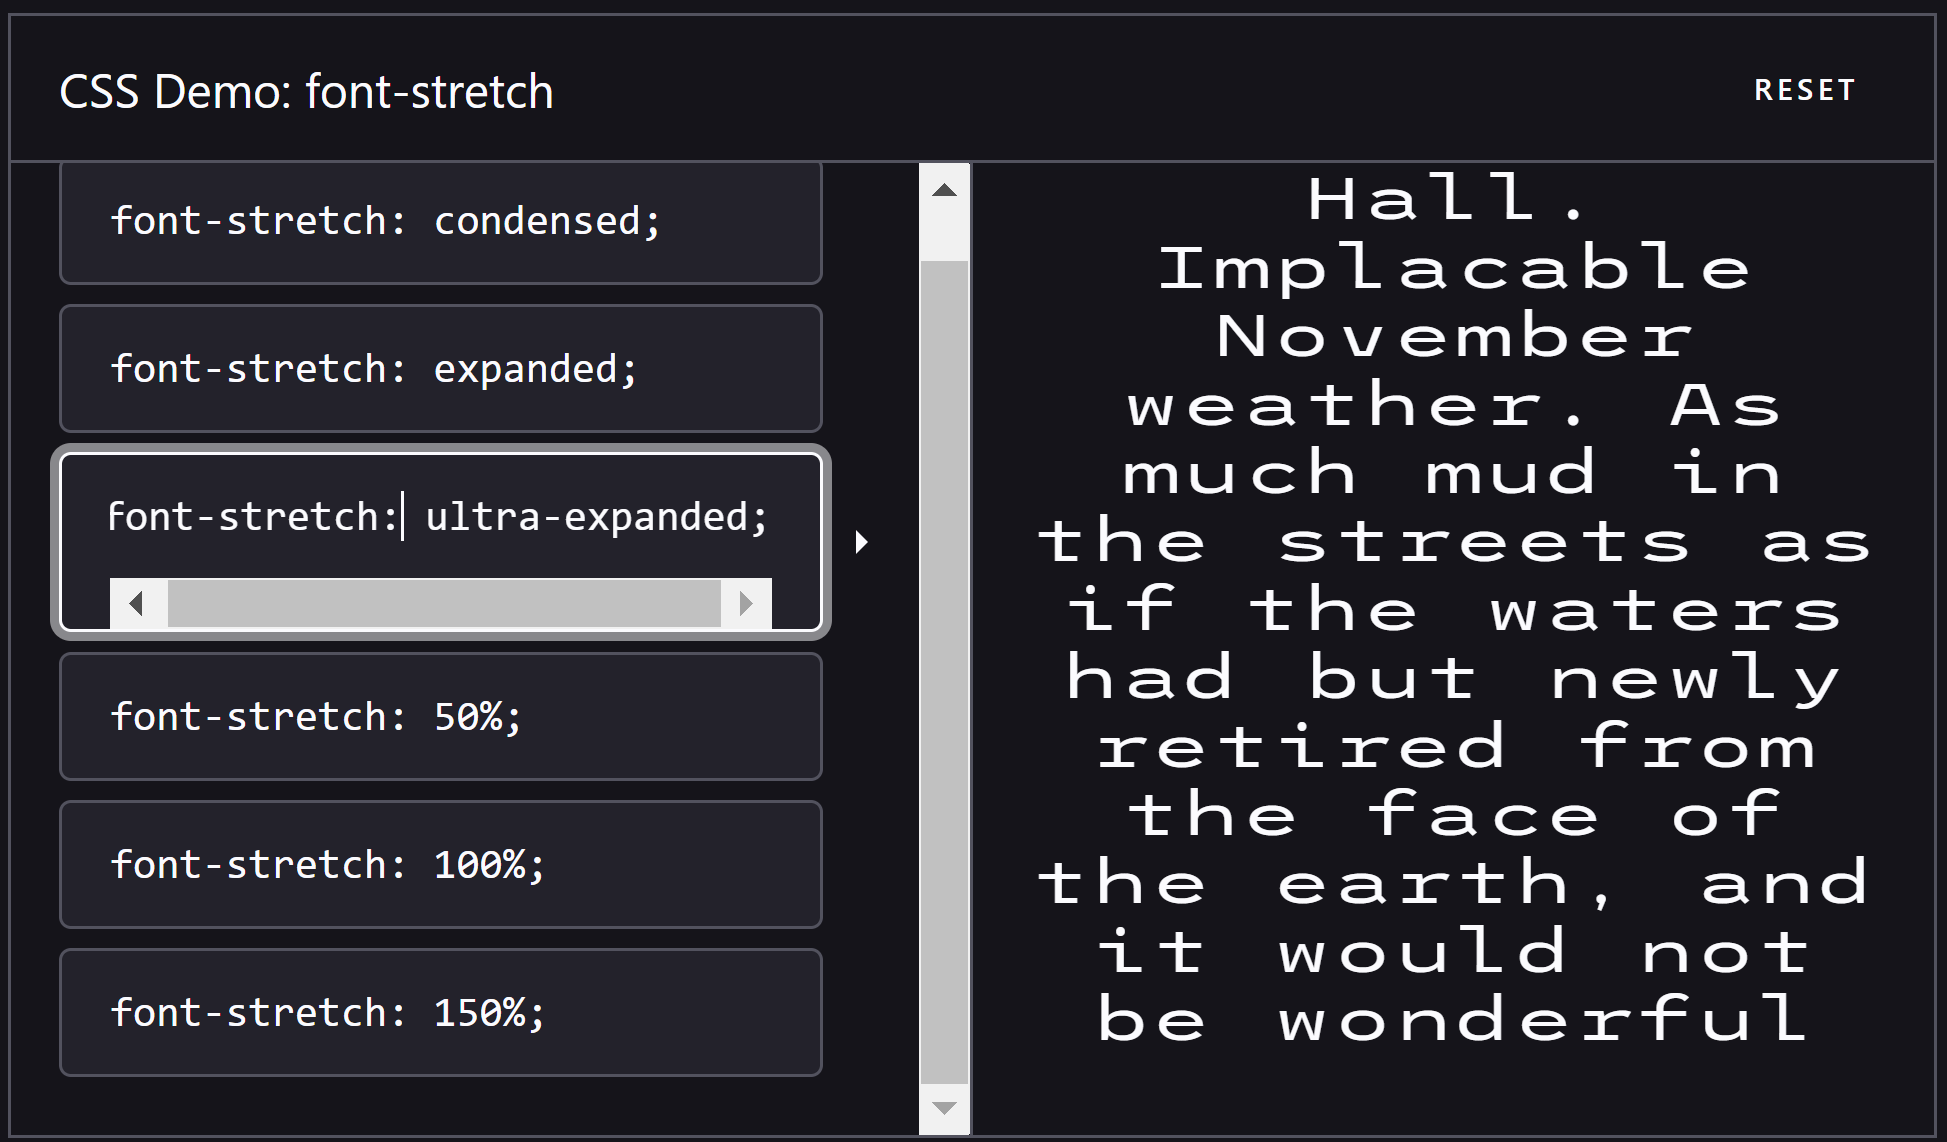 CSS Demo: font-stretch
RESET
font-stretch: condensed;
font-stretch: expanded;
font-stretch: ultra-expanded;
font-stretch: 50%;
font-stretch: 100%;
font-stretch: 150%;
Hall.
Implacable
November
weather. As
much mud in
the streets as
if the waters
had but newly
retired from
the face of
the earth, and
it would not
be wonderful